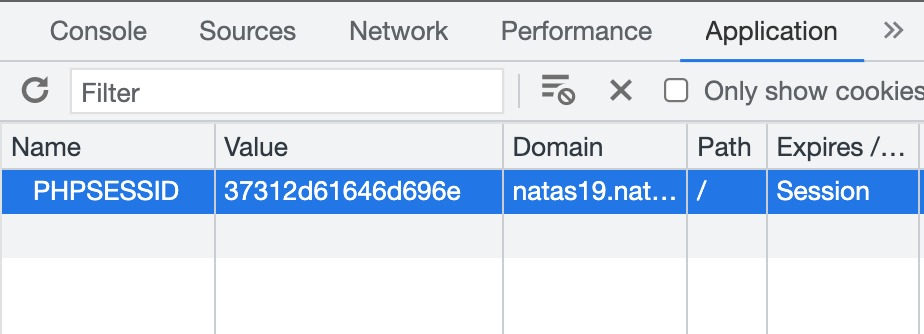 Console Sources Network Performance Application »
Filter Only show cookies
Name Value Domain Path Expires /...
PHPSESSID 37312d61646d696e natas19.nat... / Session